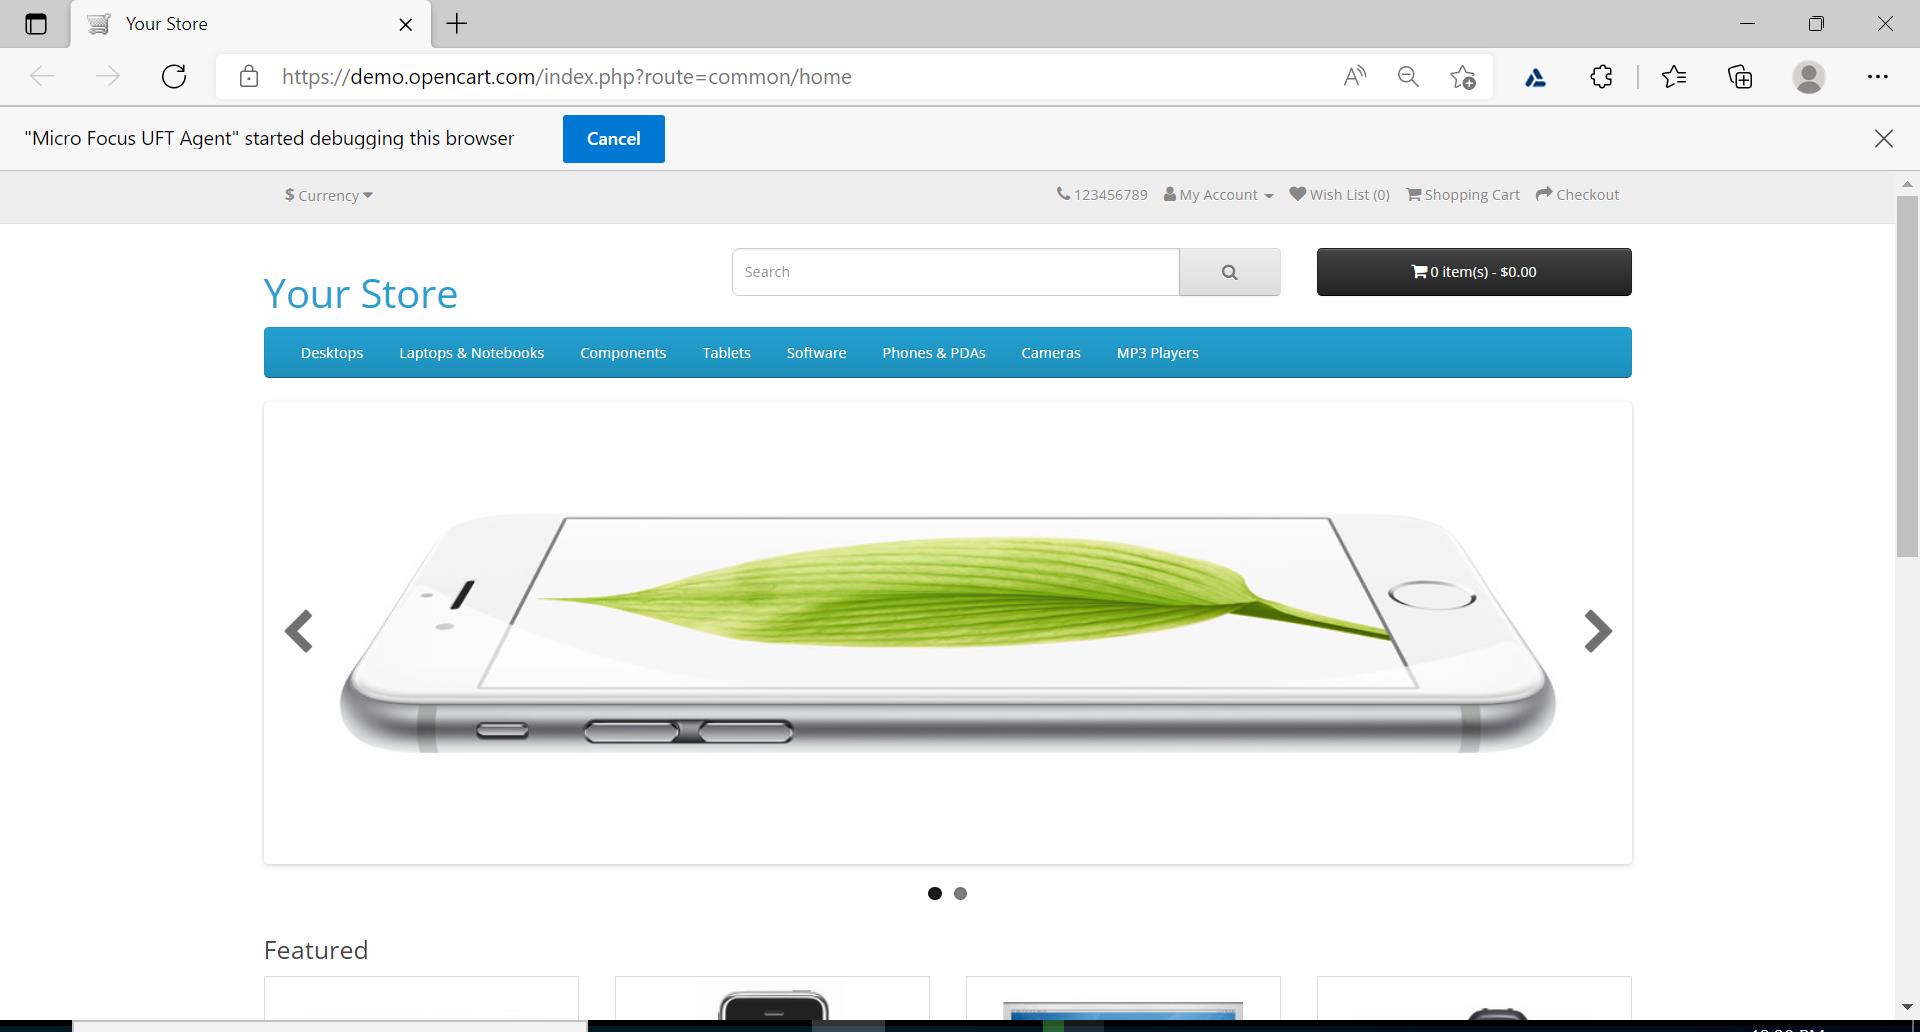 Your Store
https://demo.opencart.com/index.php?route=common/home
"Micro Focus UFT Agent" started debugging this browser
Cancel
$ Currency
123456789
My Account
Wish List (0)
Shopping Cart
Checkout
Your Store
Search
0 item(s) - $0.00
Desktops
Laptops & Notebooks
Components
Tablets
Software
Phones & PDAs
Cameras
MP3 Players
Featured